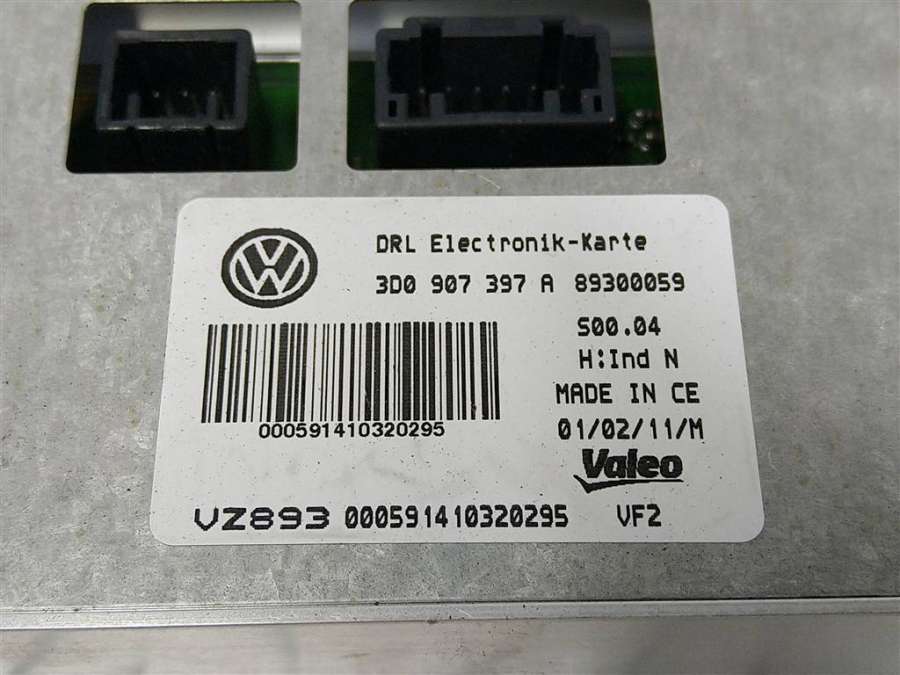 DRL Electronik-Karte
3D0 907 397 A 89300059
S00.04
H:Ind N
MADE IN CE
01/02/11/M
000591410320295
Valeo
VZ893 000591410320295 VF2